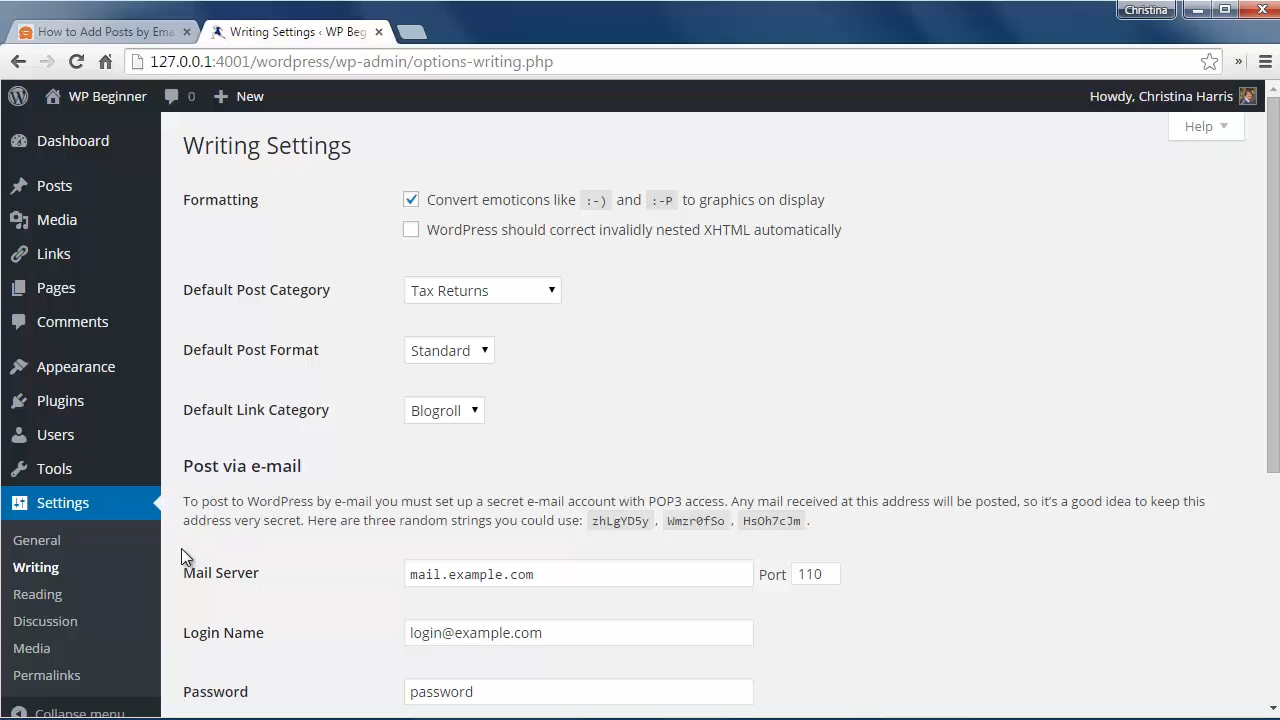 Christina
How to Add Posts by Ema
Writing Settings ‹ WP Beg
127.0.0.1:4001/wordpress/wp-admin/options-writing.php
WP Beginner 0 New Howdy, Christina Harris
Help
Dashboard
Posts
Media
Links
Pages
Comments
Appearance
Plugins
Users
Tools
Settings
General
Writing
Reading
Discussion
Media
Permalinks
Collapse menu
Writing Settings
Formatting
Convert emoticons like :-) and :-P to graphics on display
WordPress should correct invalidly nested XHTML automatically
Default Post Category Tax Returns
Default Post Format Standard
Default Link Category Blogroll
Post via e-mail
To post to WordPress by e-mail you must set up a secret e-mail account with POP3 access. Any mail received at this address will be posted, so it's a good idea to keep this
address very secret. Here are three random strings you could use: zhLgYD5y, Wmzr0fSo, HsOh7cJm.
Mail Server mail.example.com Port 110
Login Name login@example.com
Password password